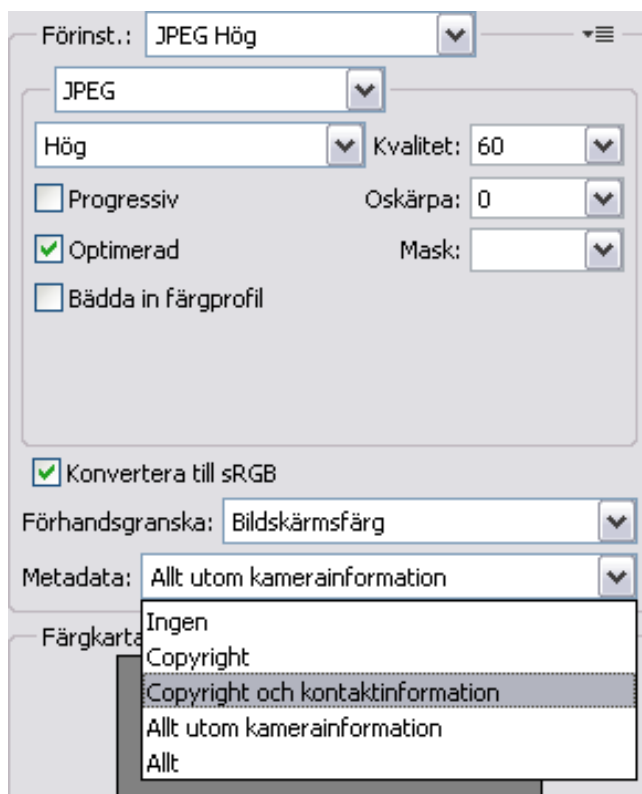 Förinst.: JPEG Hög
JPEG
Hög Kvalitet: 60
Progressiv Oskärpa: 0
Optimerad Mask:
Bädda in färgprofil
Konvertera till sRGB
Förhandsgranska: Bildskärmsfärg
Metadata: Allt utom kamerainformation
Färgkarta
Ingen
Copyright
Copyright och kontaktinformation
Allt utom kamerainformation
Allt